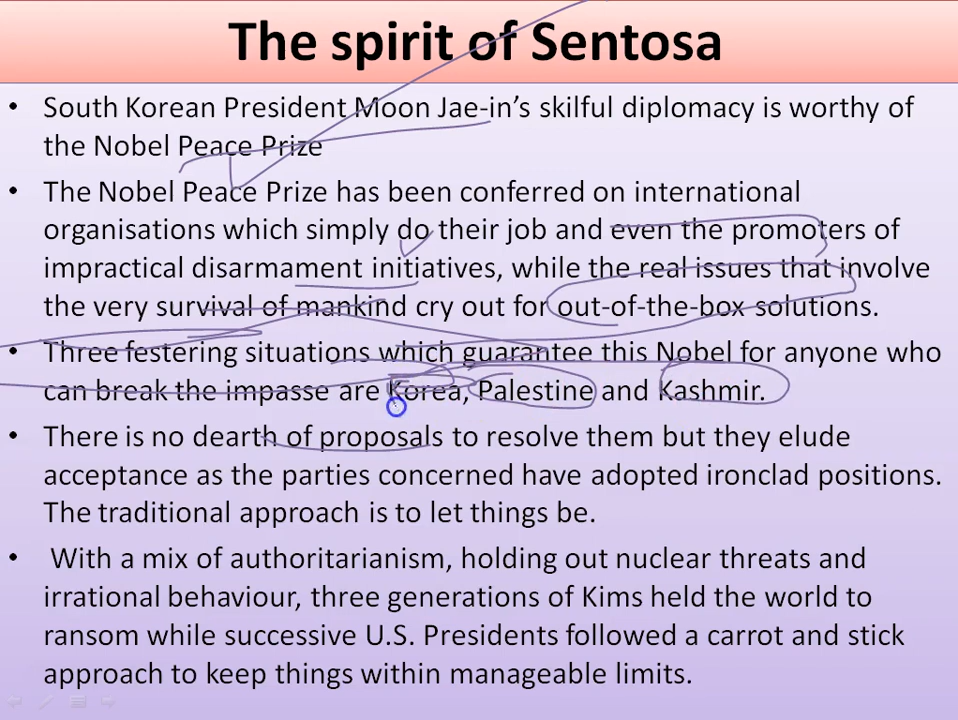 The spirit of Sentosa
• South Korean President Moon Jae-in’s skilful diplomacy is worthy of
the Nobel Peace Prize
• The Nobel Peace Prize has been conferred on international
organisations which simply do their job and even the promoters of
impractical disarmament initiatives, while the real issues that involve
the very survival of mankind cry out for out-of-the-box solutions.
• Three festering situations which guarantee this Nobel for anyone who
can break the impasse are Korea, Palestine and Kashmir.
• There is no dearth of proposals to resolve them but they elude
acceptance as the parties concerned have adopted ironclad positions.
The traditional approach is to let things be.
• With a mix of authoritarianism, holding out nuclear threats and
irrational behaviour, three generations of Kims held the world to
ransom while successive U.S. Presidents followed a carrot and stick
approach to keep things within manageable limits.